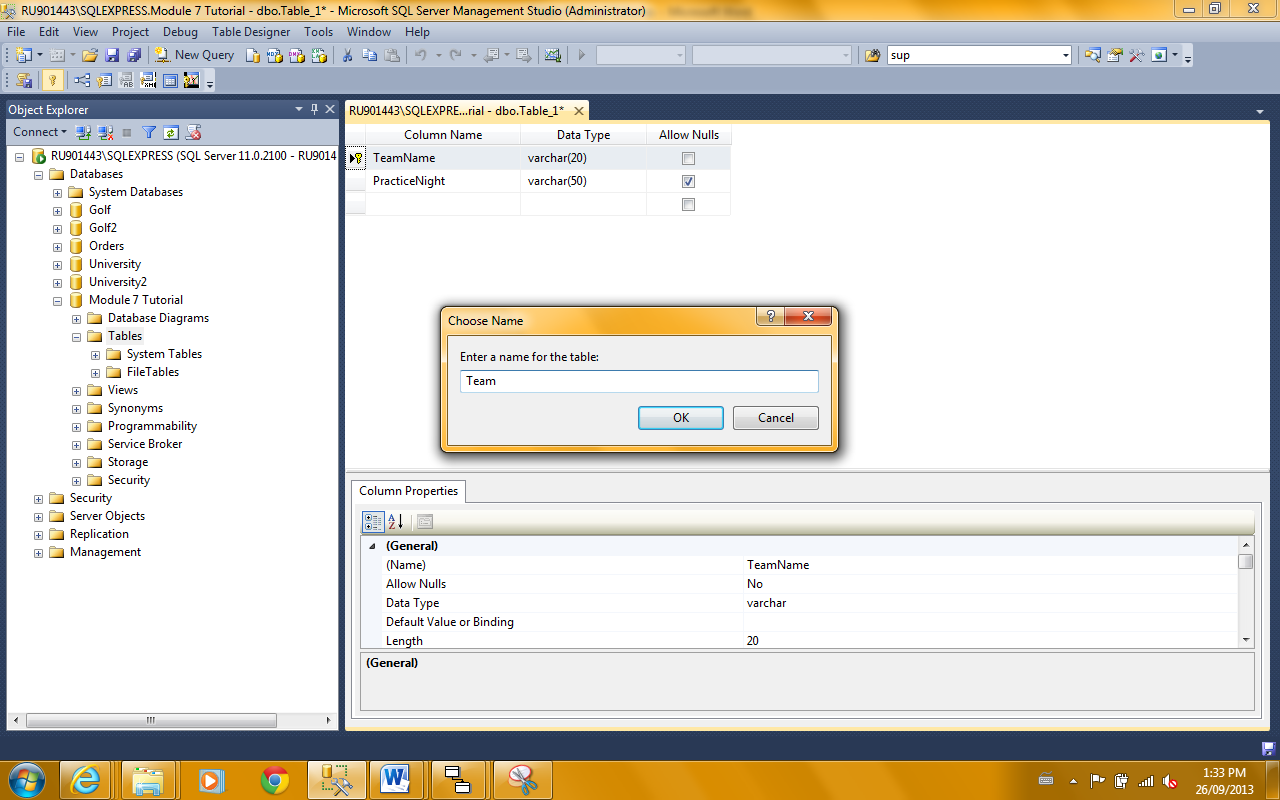 RU901443\SQLEXPRESS.Module 7 Tutorial - dbo.Table_1* - Microsoft SQL Server Management Studio (Administrator)
File Edit View Project Debug Table Designer Tools Window Help
New Query
sup
Object Explorer
Connect
RU901443\SQLEXPRESS (SQL Server 11.0.2100 - RU9014
Databases
System Databases
Golf
Golf2
Orders
University
University2
Module 7 Tutorial
Database Diagrams
Tables
System Tables
FileTables
Views
Synonyms
Programmability
Service Broker
Storage
Security
Security
Server Objects
Replication
Management
RU901443\SQLEXPRE...rial - dbo.Table_1*
Column Name Data Type Allow Nulls
TeamName varchar(20)
PracticeNight varchar(50)
Choose Name
Enter a name for the table:
Team
OK Cancel
Column Properties
(General)
(Name) TeamName
Allow Nulls No
Data Type varchar
Default Value or Binding
Length 20
(General)
1:33 PM
26/09/2013